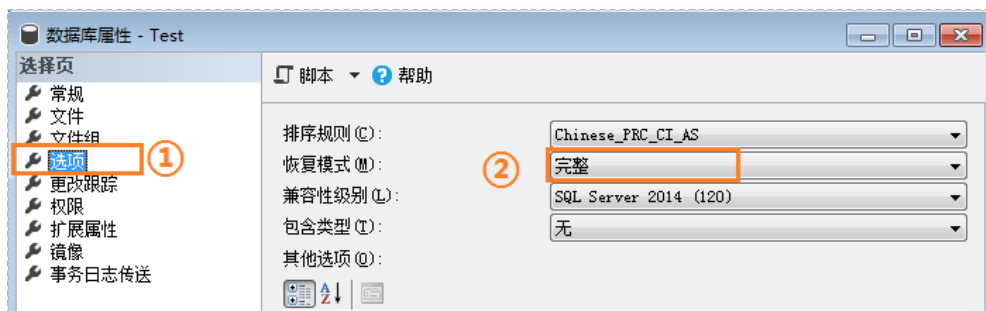 数据库属性 - Test
选择页
常规
文件
文件组
选项
更改跟踪
权限
扩展属性
镜像
事务日志传送
①
脚本 帮助
排序规则(C): Chinese_PRC_CI_AS
恢复模式(M): ② 完整
兼容性级别(L): SQL Server 2014 (120)
包含类型(T): 无
其他选项(O):
AZ